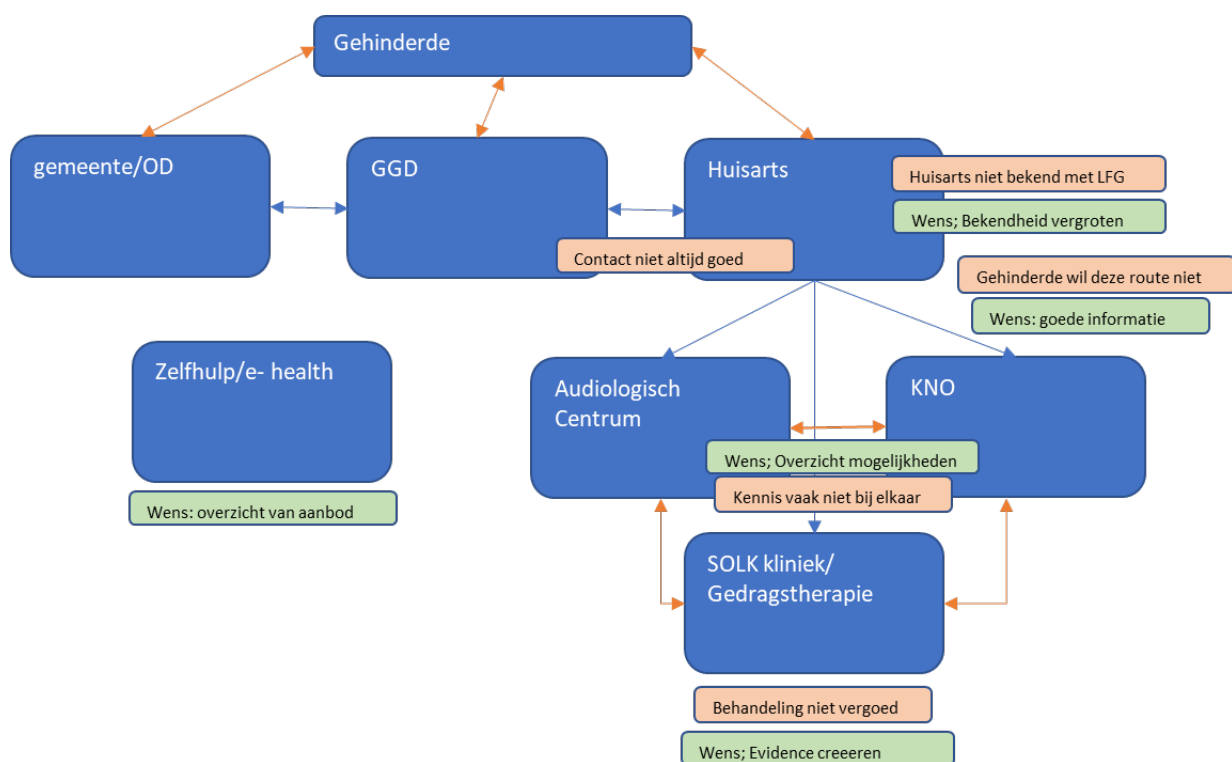 Gehinderde
gemeente/OD
GGD
Huisarts
Huisarts niet bekend met LFG
Wens; Bekendheid vergroten
Contact niet altijd goed
Gehinderde wil deze route niet
Wens: goede informatie
Zelfhulp/e- health
Wens: overzicht van aanbod
Audiologisch
Centrum
KNO
Wens; Overzicht mogelijkheden
Kennis vaak niet bij elkaar
SOLK kliniek/
Gedragstherapie
Behandeling niet vergoed
Wens; Evidence creeeren